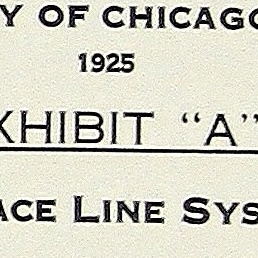 Y OF CHICAGO
1925
XHIBIT "A"
ACE LINE SYS